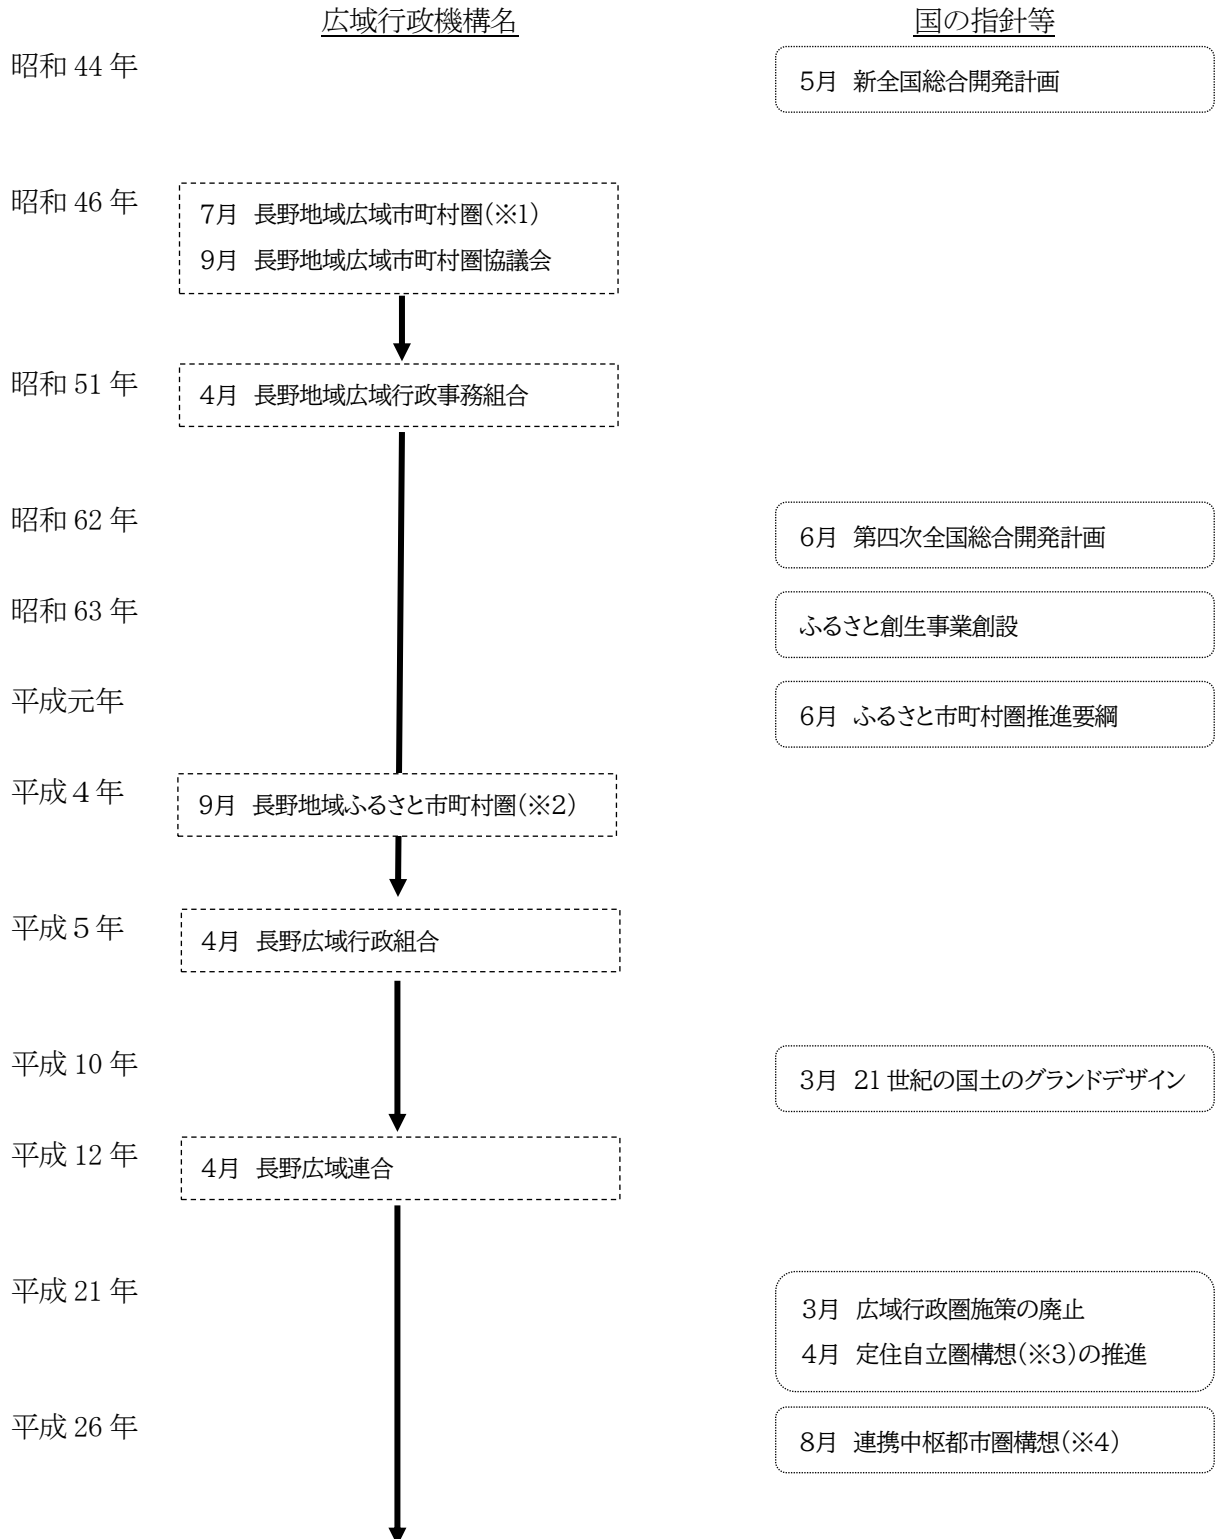 広域行政機構名
国の指針等
昭和 44 年
5月 新全国総合開発計画
昭和 46 年
7月 長野地域広域市町村圏(※1)
9月 長野地域広域市町村圏協議会
昭和 51 年
4月 長野地域広域行政事務組合
昭和 62 年
6月 第四次全国総合開発計画
昭和 63 年
ふるさと創生事業創設
平成元年
6月 ふるさと市町村圏推進要綱
平成 4 年
9月 長野地域ふるさと市町村圏(※2)
平成 5 年
4月 長野広域行政組合
平成 10 年
3月 21 世紀の国土のグランドデザイン
平成 12 年
4月 長野広域連合
平成 21 年
3月 広域行政圏施策の廃止
4月 定住自立圏構想(※3)の推進
平成 26 年
8月 連携中枢都市圏構想(※4)